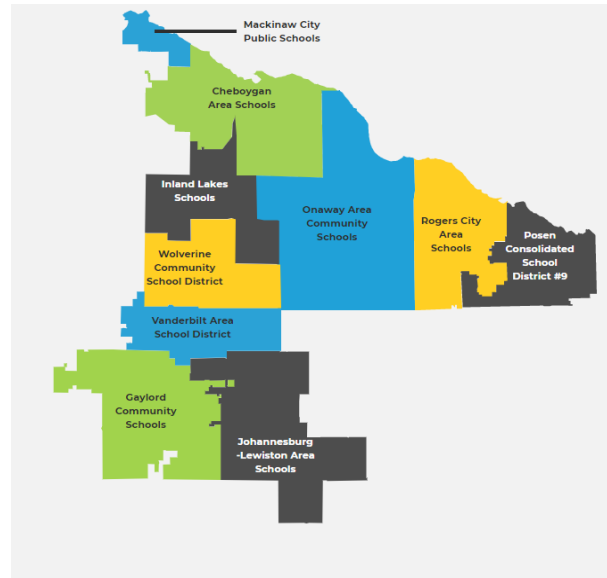 Mackinaw City
Public Schools
Cheboygan
Area Schools
Inland Lakes
Schools
Onaway Area
Community
Schools
Rogers City
Area
Schools
Posen
Consolidated
School
District #9
Wolverine
Community
School District
Vanderbilt Area
School District
Gaylord
Community
Schools
Johannesburg
-Lewiston Area
Schools